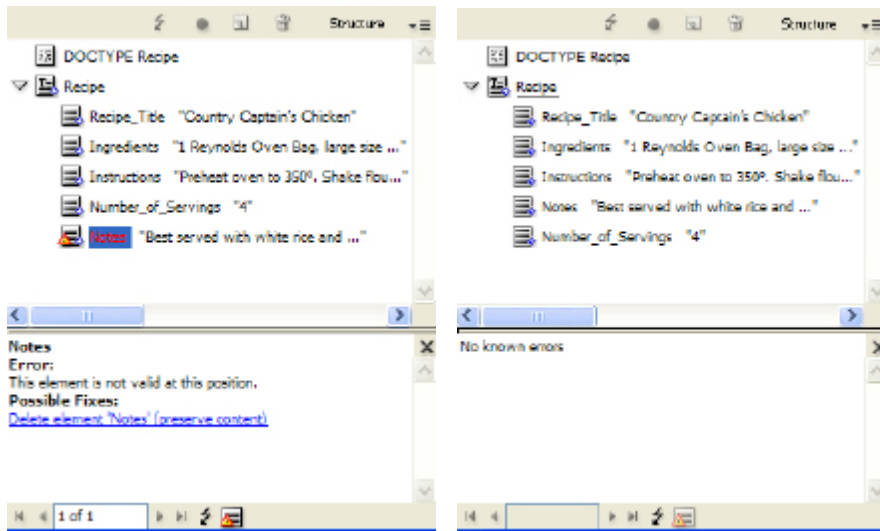 Structure
DOCTYPE Recipe
Recipe
Recipe_Title "Country Captain's Chicken"
Ingredients "1 Reynolds Oven Bag, large size ..."
Instructions "Preheat oven to 350º. Shake flou..."
Number_of_Servings "4"
Notes "Best served with white rice and ..."
Notes
Error:
This element is not valid at this position.
Possible Fixes:
Delete element 'Notes' (preserve content)
1 of 1
Structure
DOCTYPE Recipe
Recipe
Recipe_Title "Country Captain's Chicken"
Ingredients "1 Reynolds Oven Bag, large size ..."
Instructions "Preheat oven to 350º. Shake flou..."
Notes "Best served with white rice and ..."
Number_of_Servings "4"
No known errors